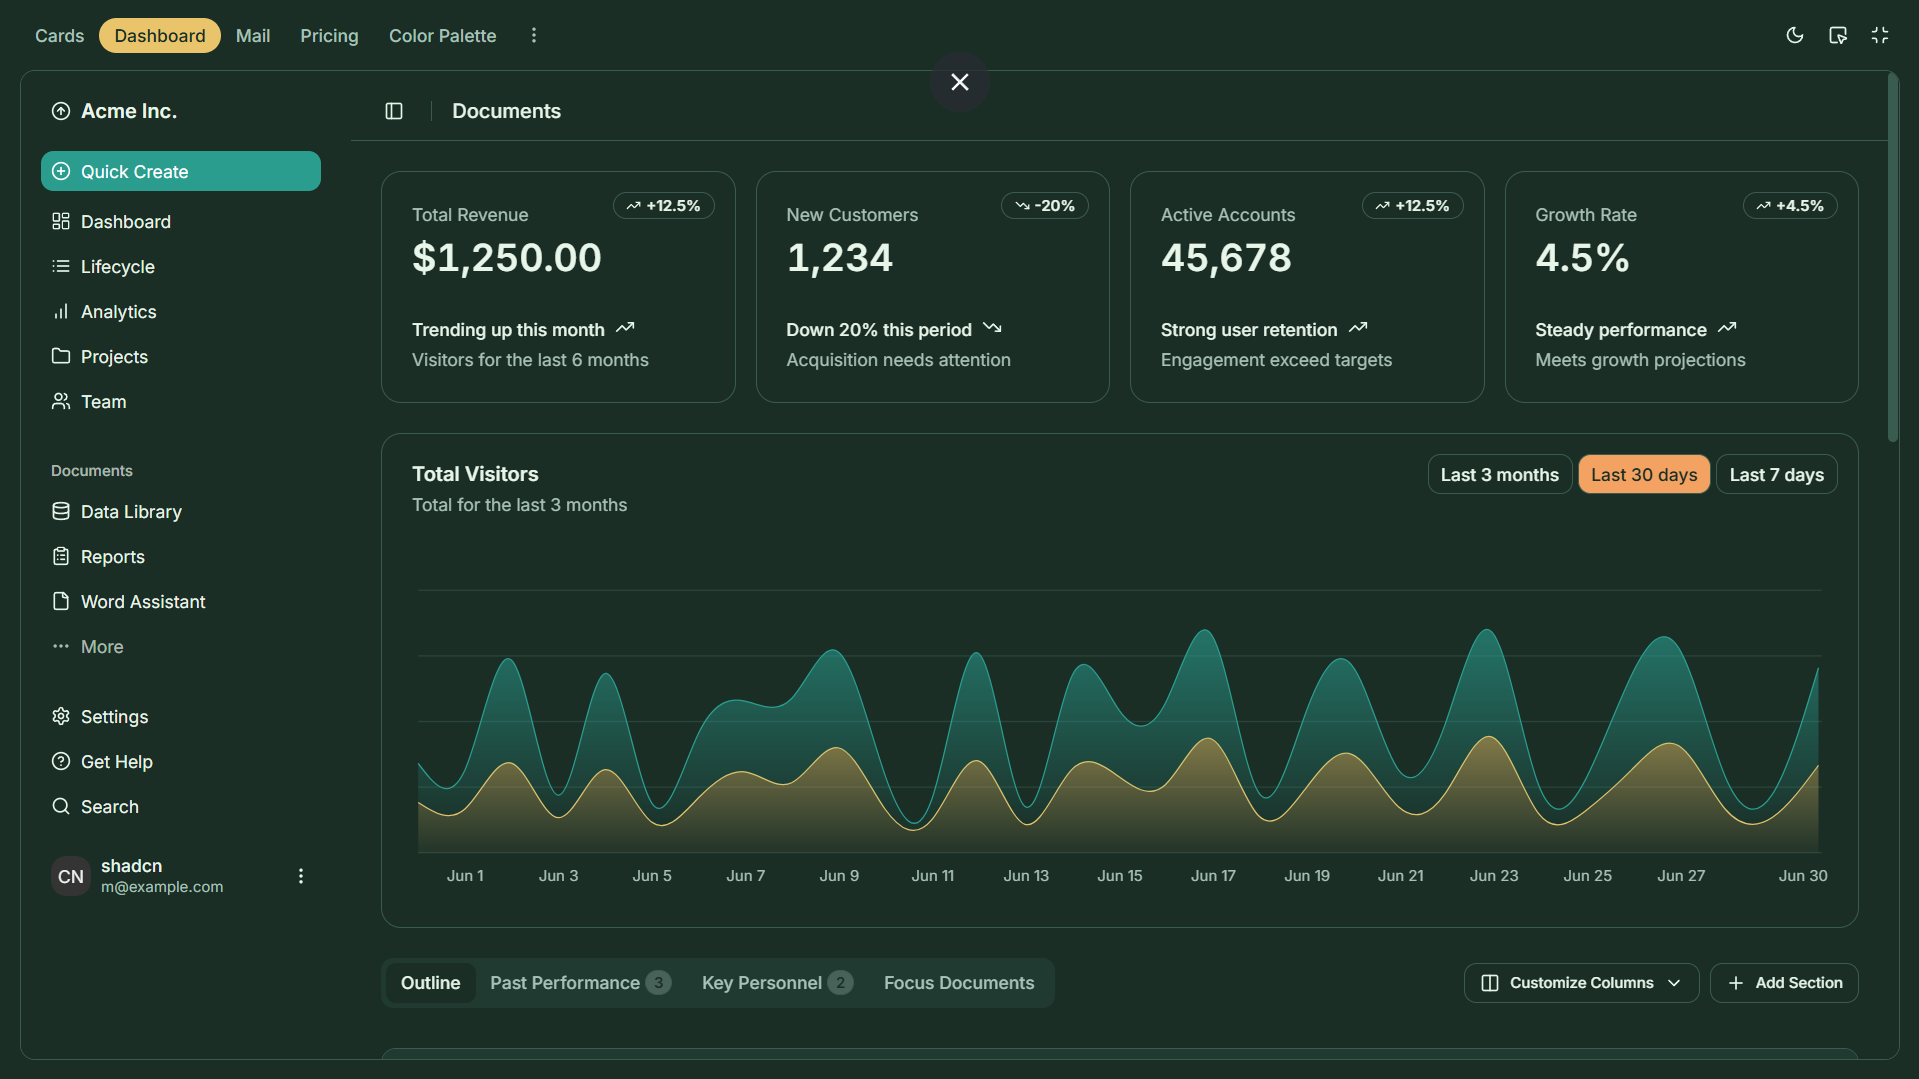 Cards Dashboard Mail Pricing Color Palette
Acme Inc.
Quick Create
Dashboard
Lifecycle
Analytics
Projects
Team
Documents
Data Library
Reports
Word Assistant
More
Settings
Get Help
Search
CN
shadcn
m@example.com
Documents
Total Revenue
+12.5%
$1,250.00
Trending up this month
Visitors for the last 6 months
New Customers
-20%
1,234
Down 20% this period
Acquisition needs attention
Active Accounts
+12.5%
45,678
Strong user retention
Engagement exceed targets
Growth Rate
+4.5%
4.5%
Steady performance
Meets growth projections
Total Visitors
Total for the last 3 months
Last 3 months Last 30 days Last 7 days
Jun 1 Jun 3 Jun 5 Jun 7 Jun 9 Jun 11 Jun 13 Jun 15 Jun 17 Jun 19 Jun 21 Jun 23 Jun 25 Jun 27 Jun 30
Outline Past Performance 3 Key Personnel 2 Focus Documents
Customize Columns Add Section